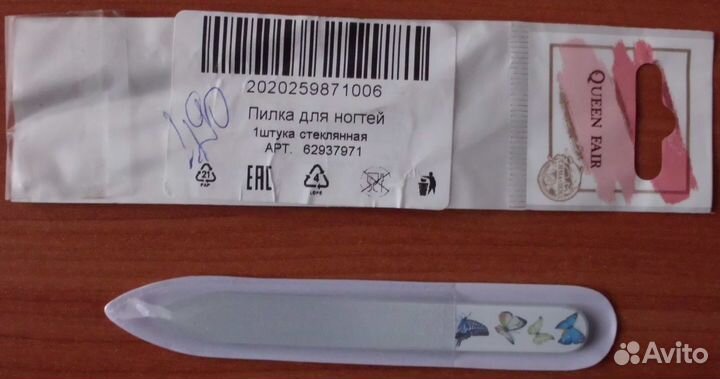 2020259871006
Пилка для ногтей
1штука стеклянная
АРТ. 62937971
21
PAP
EAC
4
LDPE
QUEEN FAIR
Avito